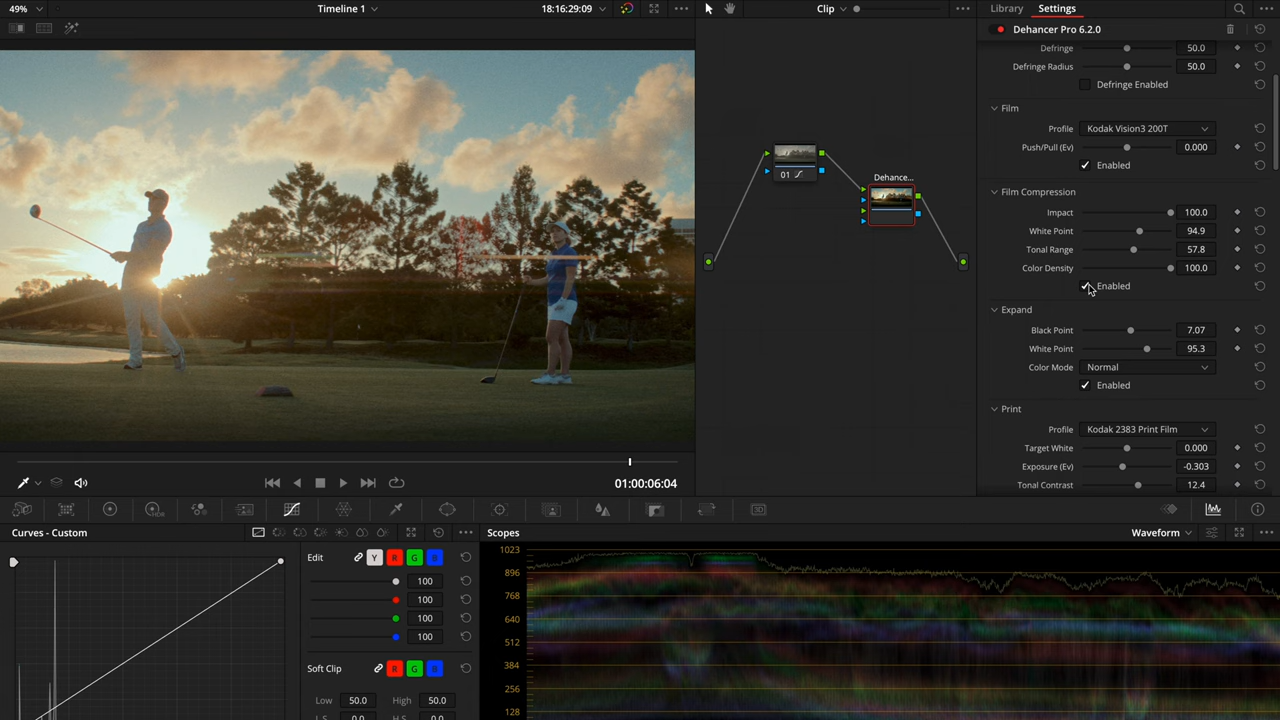 49% Timeline 1 18:16:29:09 Clip Library Settings
Dehancer Pro 6.2.0
Defringe 50.0
Defringe Radius 50.0
Defringe Enabled
Film
Profile Kodak Vision3 200T
Push/Pull (Ev) 0.000
Enabled
Film Compression
Impact 100.0
White Point 94.9
Tonal Range 57.8
Color Density 100.0
Enabled
Expand
Black Point 7.07
White Point 95.3
Color Mode Normal
Enabled
Print
Profile Kodak 2383 Print Film
Target White 0.000
Exposure (Ev) -0.303
Tonal Contrast 12.4
01
Dehance...
01:00:06:04
HDR
3D
Curves - Custom
Edit Y R G B
100
100
100
100
Soft Clip R G B
Low 50.0 High 50.0
L.S. 0.0 H.S. 0.0
Scopes Waveform
1023
896
768
640
512
384
256
128